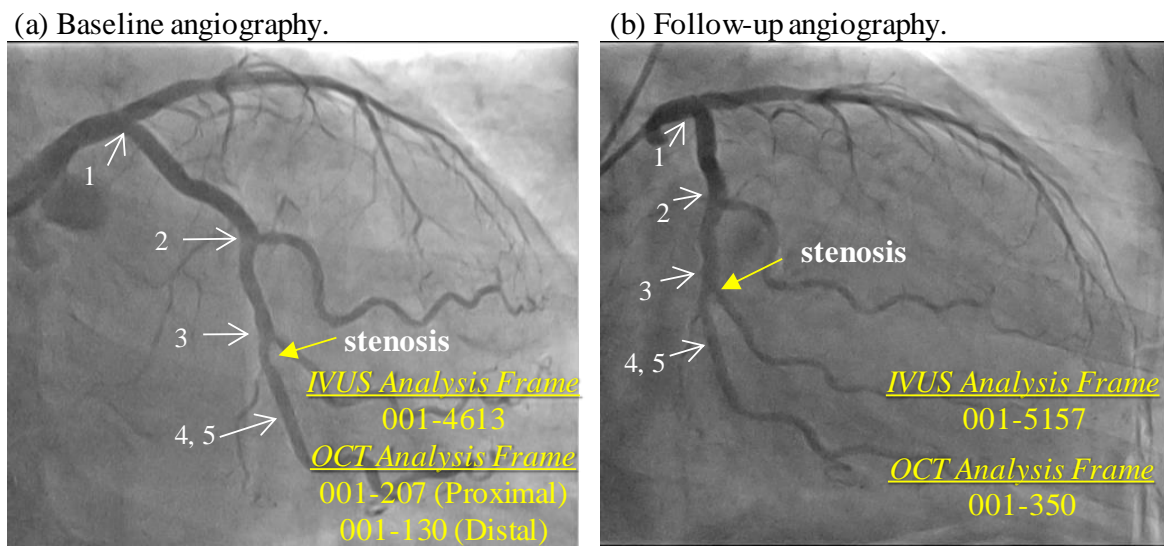 (a) Baseline angiography.
1
2
3
stenosis
IVUS Analysis Frame
001-4613
4, 5
OCT Analysis Frame
001-207 (Proximal)
001-130 (Distal)
(b) Follow-up angiography.
1
2
stenosis
3
4, 5
IVUS Analysis Frame
001-5157
OCT Analysis Frame
001-350